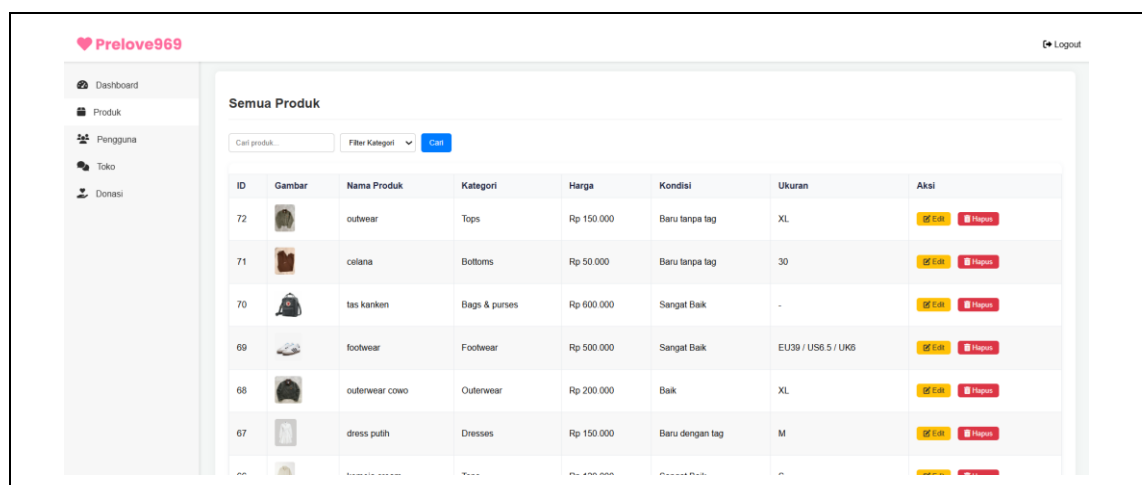 Prelove969
Logout
Dashboard
Produk
Pengguna
Toko
Donasi
Semua Produk
Cari produk...
Filter Kategori
Cari
ID Gambar Nama Produk Kategori Harga Kondisi Ukuran Aksi
72 outwear Tops Rp 150.000 Baru tanpa tag XL Edit Hapus
71 celana Bottoms Rp 50.000 Baru tanpa tag 30 Edit Hapus
70 tas kanken Bags & purses Rp 600.000 Sangat Baik - Edit Hapus
69 footwear Footwear Rp 500.000 Sangat Baik EU39 / US6.5 / UK6 Edit Hapus
68 outerwear cowo Outerwear Rp 200.000 Baik XL Edit Hapus
67 dress putih Dresses Rp 150.000 Baru dengan tag M Edit Hapus